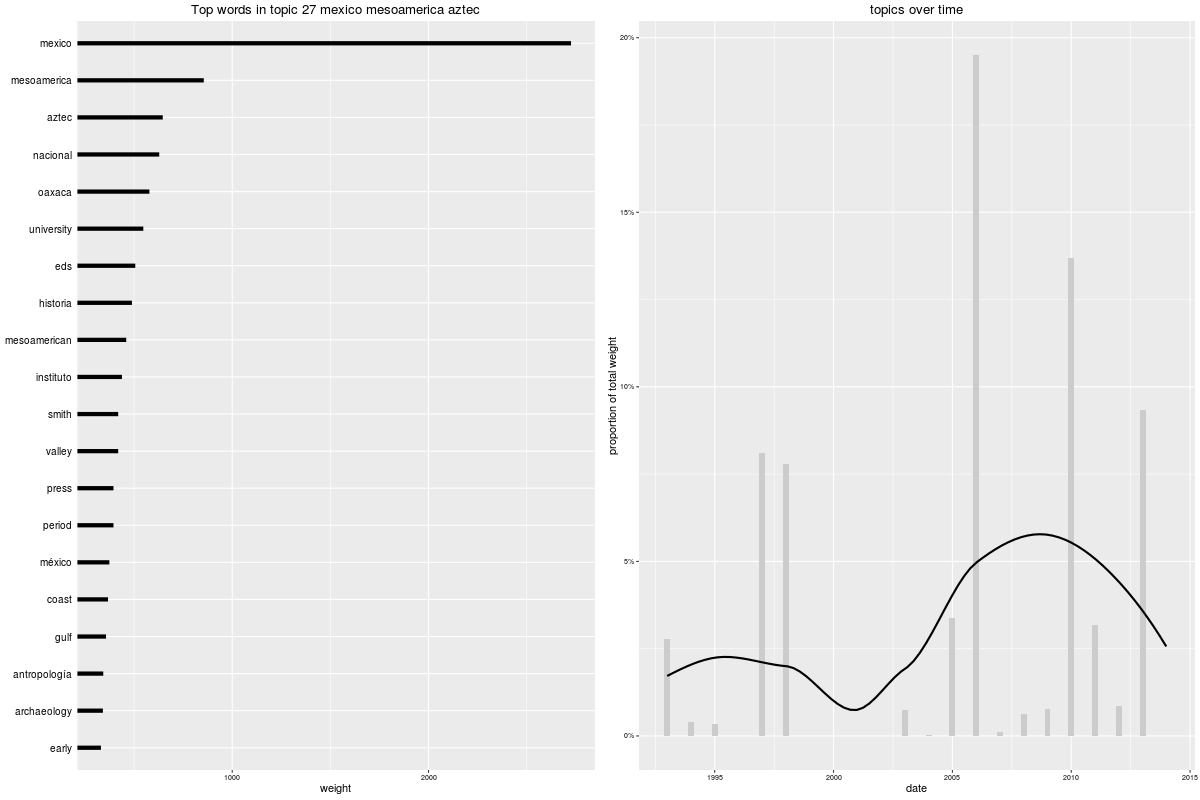 Top words in topic 27 mexico mesoamerica aztec
mexico
mesoamerica
aztec
nacional
oaxaca
university
eds
historia
mesoamerican
instituto
smith
valley
press
period
méxico
coast
gulf
antropología
archaeology
early
1000
2000
weight
topics over time
20%
15%
10%
5%
0%
proportion of total weight
1995
2000
2005
2010
2015
date